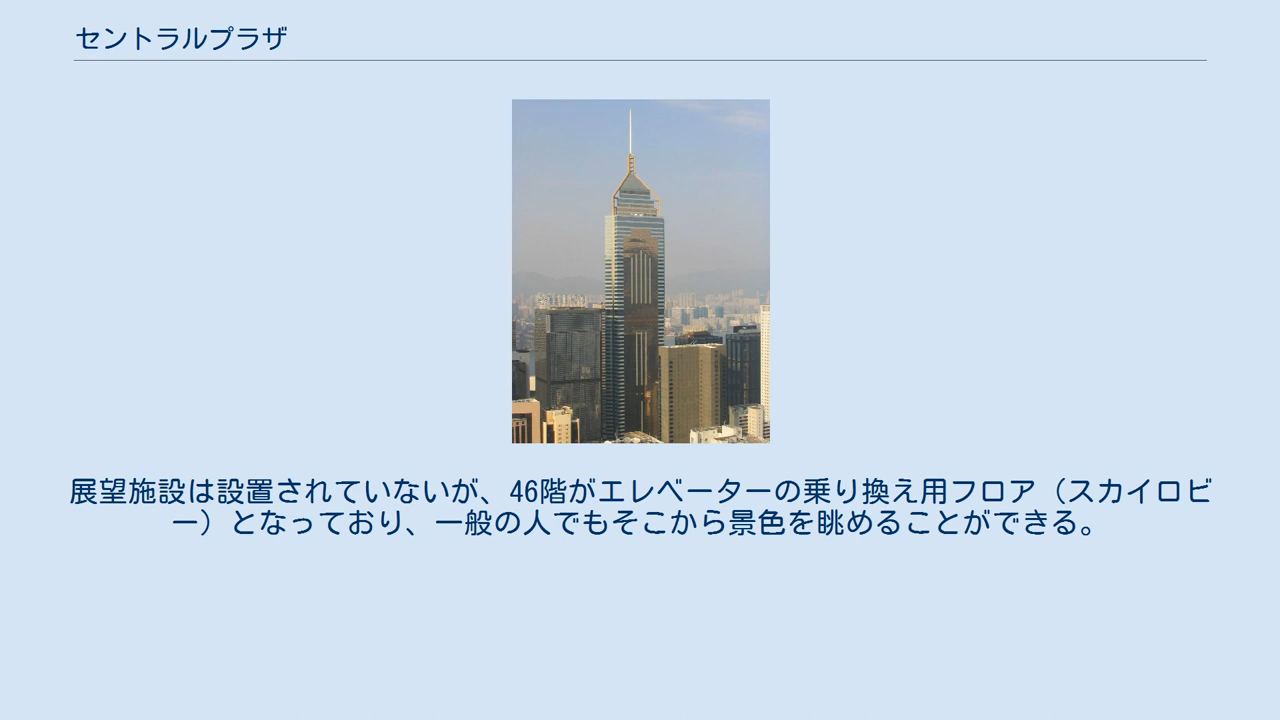 セントラルプラザ
展望施設は設置されていないが、46階がエレベーターの乗り換え用フロア（スカイロビ
ー）となっており、一般の人でもそこから景色を眺めることができる。